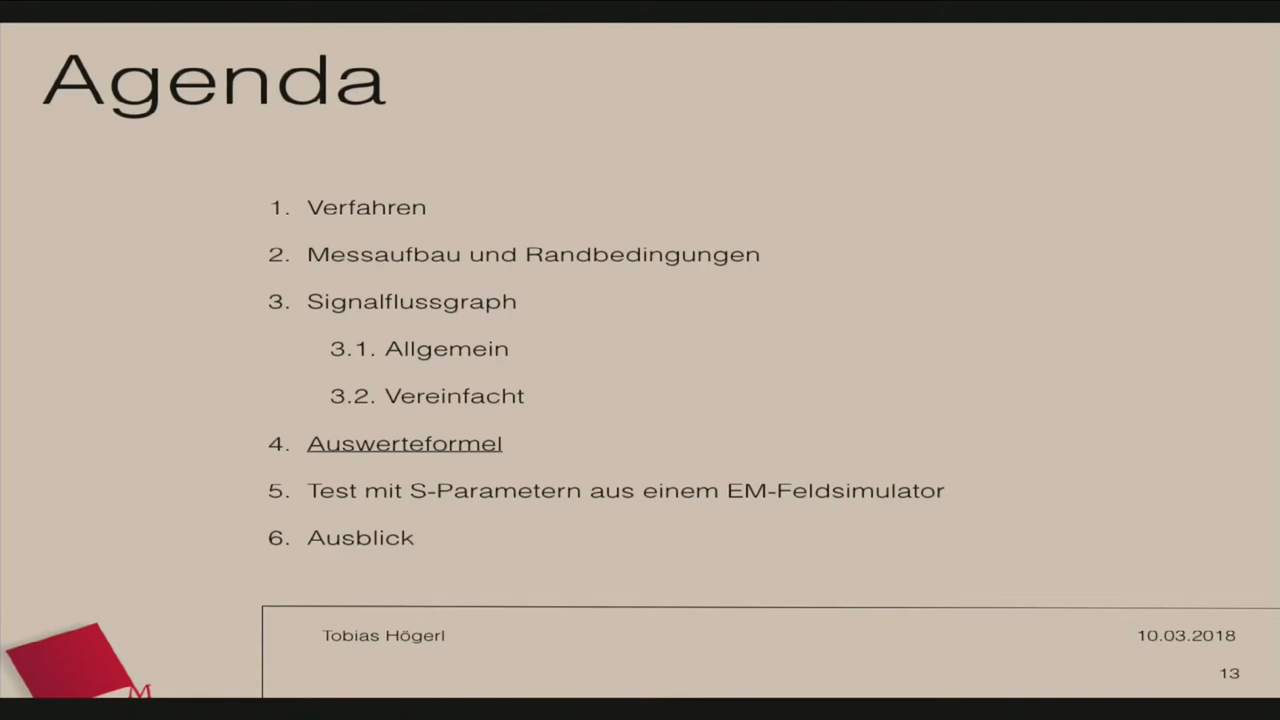 Agenda
1. Verfahren
2. Messaufbau und Randbedingungen
3. Signalflussgraph
3.1. Allgemein
3.2. Vereinfacht
4. Auswerteformel
5. Test mit S-Parametern aus einem EM-Feldsimulator
6. Ausblick
Tobias Högerl
10.03.2018
13
M